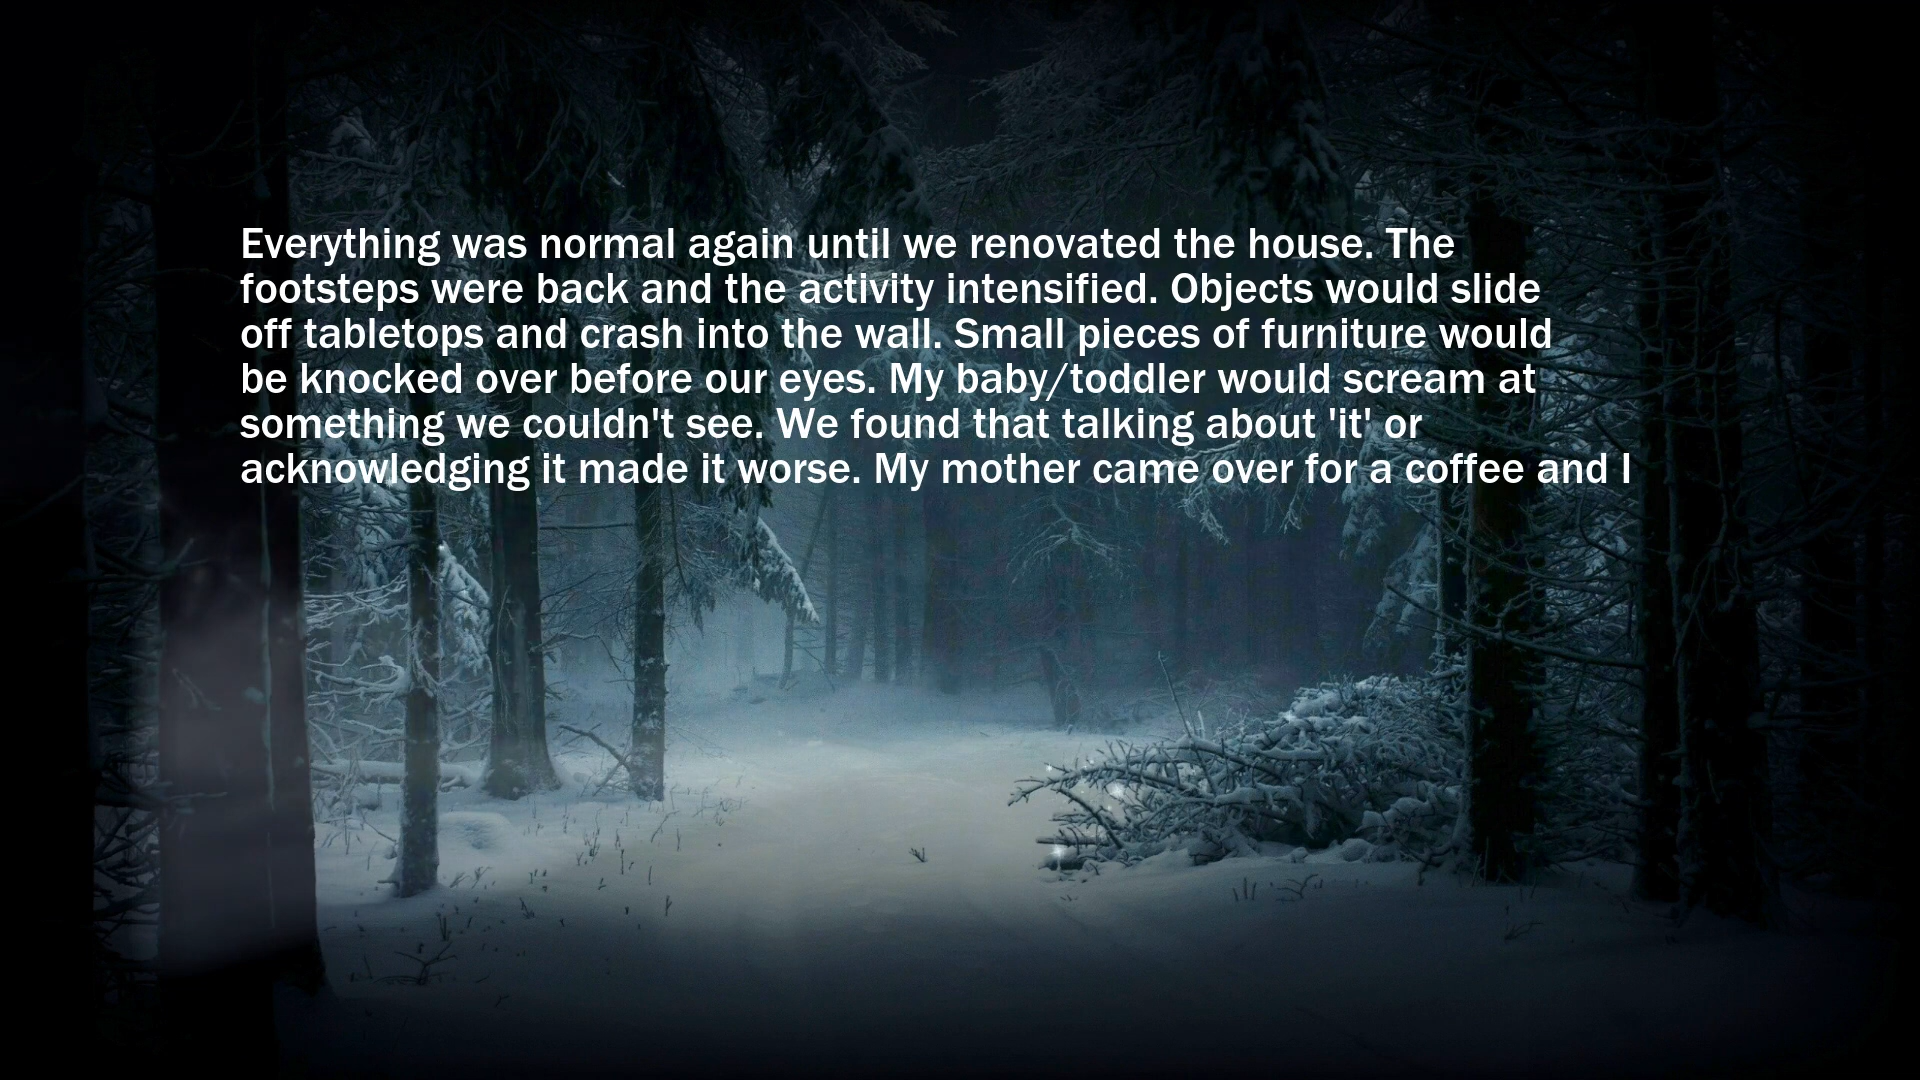 Everything was normal again until we renovated the house. The
footsteps were back and the activity intensified. Objects would slide
off tabletops and crash into the wall. Small pieces of furniture would
be knocked over before our eyes. My baby/toddler would scream at
something we couldn't see. We found that talking about 'it' or
acknowledging it made it worse. My mother came over for a coffee and I